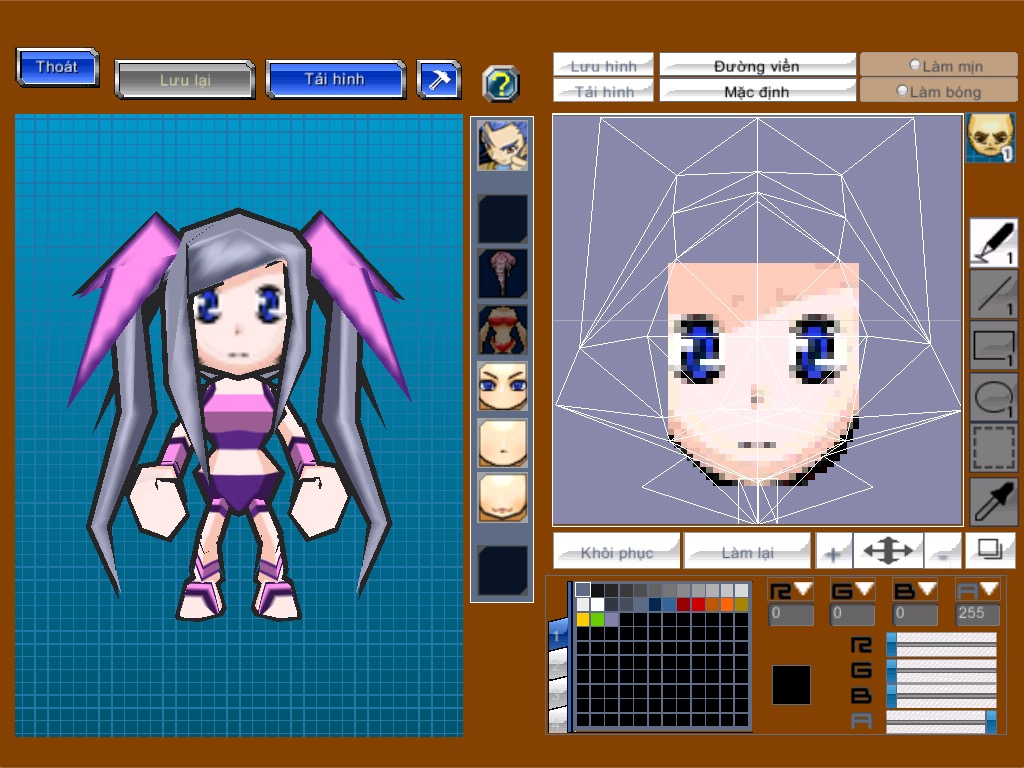 Thoát
Lưu lại
Tải hình
?
Lưu hình
Đường viền
Làm mịn
Tải hình
Mặc định
Làm bóng
1
1
1
1
1
Khôi phục
Làm lại
+
-
R
G
B
A
0
0
0
255
1
R
G
B
A